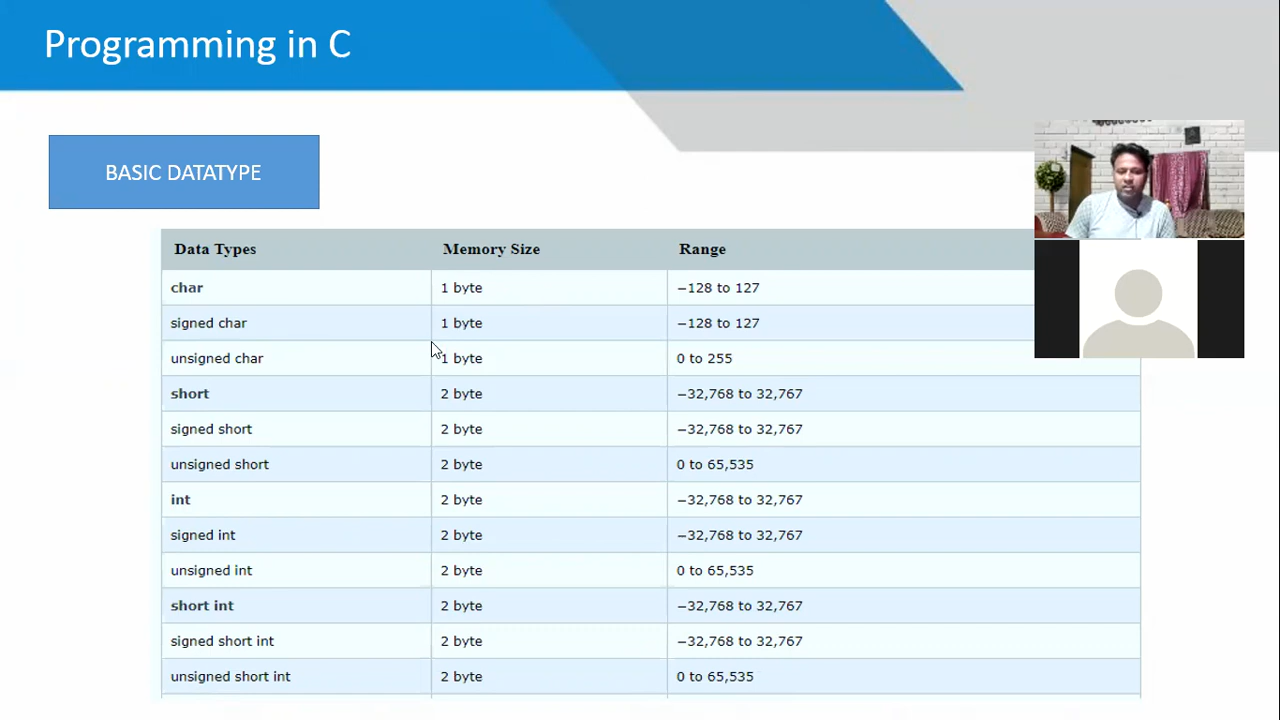 Programming in C
BASIC DATATYPE
Data Types Memory Size Range
char 1 byte −128 to 127
signed char 1 byte −128 to 127
unsigned char 1 byte 0 to 255
short 2 byte −32,768 to 32,767
signed short 2 byte −32,768 to 32,767
unsigned short 2 byte 0 to 65,535
int 2 byte −32,768 to 32,767
signed int 2 byte −32,768 to 32,767
unsigned int 2 byte 0 to 65,535
short int 2 byte −32,768 to 32,767
signed short int 2 byte −32,768 to 32,767
unsigned short int 2 byte 0 to 65,535